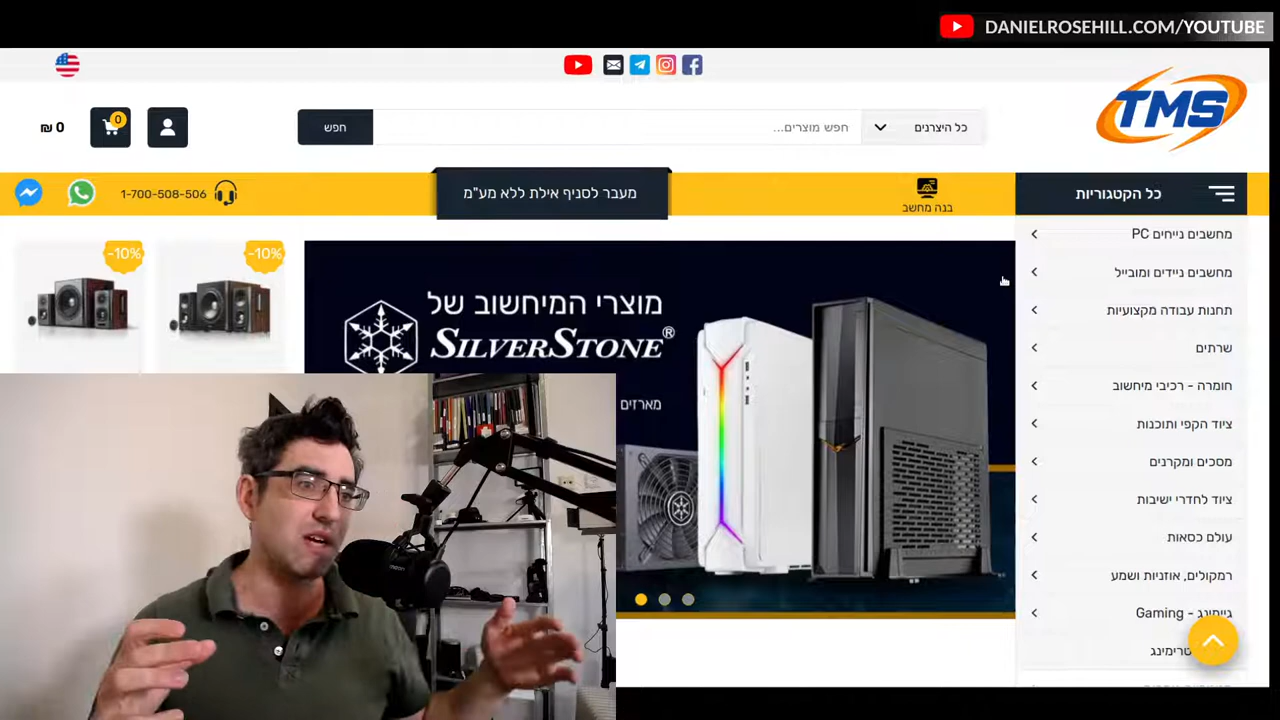 DANIELROSEHILL.COM/YOUTUBE
TMS
כל היצרנים
חפש מוצרים...
חפש
0
₪ 0
כל הקטגוריות
בנה מחשב
מעבר לסניף אילת ללא מע"מ
1-700-508-506
מחשבים נייחים PC
מחשבים ניידים ומובייל
תחנות עבודה מקצועיות
שרתים
חומרה - רכיבי מיחשוב
ציוד הקפי ותוכנות
מסכים ומקרנים
ציוד לחדרי ישיבות
עולם כסאות
רמקולים, אוזניות ושמע
גיימינג - Gaming
מוצרי המיחשוב של
SILVERSTONE®
מארזים
-10%
-10%